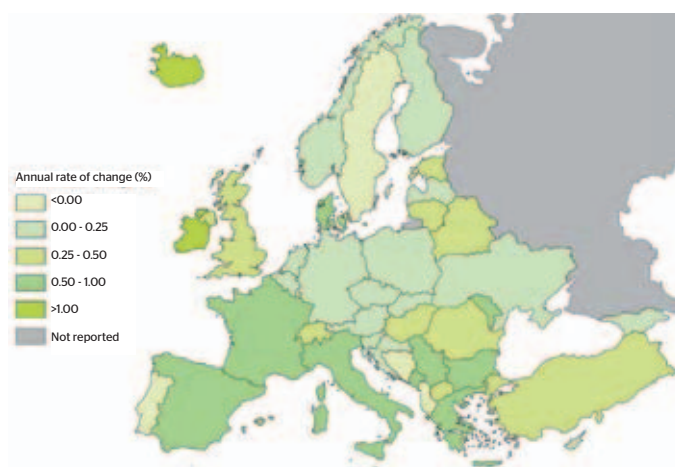 Annual rate of change (%)
<0.00
0.00 - 0.25
0.25 - 0.50
0.50 - 1.00
>1.00
Not reported